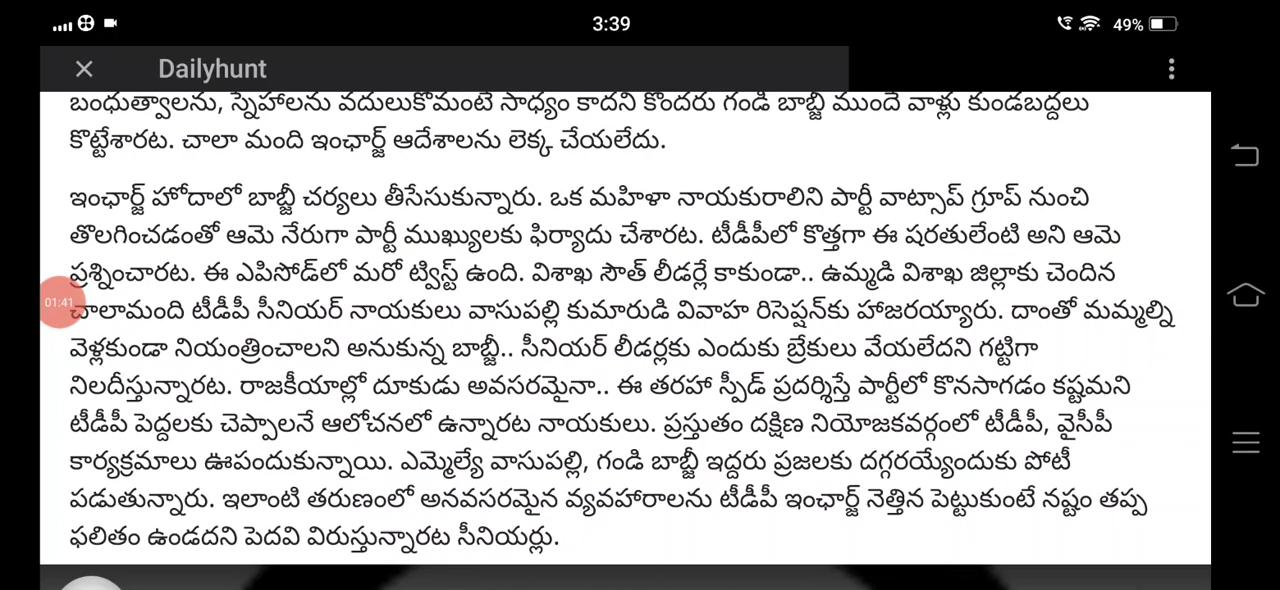 3:39
49%
Dailyhunt
బంధుత్వాలను, స్నేహాలను వదులుకోమంటే సాధ్యం కాదని కొందరు గండి బాబ్జీ ముందే వాళ్లు కుండబద్దలు
కొట్టేశారట. చాలా మంది ఇంఛార్జ్ ఆదేశాలను లెక్క చేయలేదు.
ఇంఛార్జ్ హోదాలో బాబ్జీ చర్యలు తీసేసుకున్నారు. ఒక మహిళా నాయకురాలిని పార్టీ వాట్సాప్ గ్రూప్ నుంచి
తొలగించడంతో ఆమె నేరుగా పార్టీ ముఖ్యులకు ఫిర్యాదు చేశారట. టీడీపీలో కొత్తగా ఈ షరతులేంటి అని ఆమె
ప్రశ్నించారట. ఈ ఎపిసోడ్‌లో మరో ట్విస్ట్ ఉంది. విశాఖ సౌత్ లీడర్లే కాకుండా.. ఉమ్మడి విశాఖ జిల్లాకు చెందిన
01:41
చాలామంది టీడీపీ సీనియర్ నాయకులు వాసుపల్లి కుమారుడి వివాహ రిసెప్షన్‌కు హాజరయ్యారు. దాంతో మమ్మల్ని
వెళ్లకుండా నియంత్రించాలని అనుకున్న బాబ్జీ.. సీనియర్ లీడర్లకు ఎందుకు బ్రేకులు వేయలేదని గట్టిగా
నిలదీస్తున్నారట. రాజకీయాల్లో దూకుడు అవసరమైనా.. ఈ తరహా స్పీడ్ ప్రదర్శిస్తే పార్టీలో కొనసాగడం కష్టమని
టీడీపీ పెద్దలకు చెప్పాలనే ఆలోచనలో ఉన్నారట నాయకులు. ప్రస్తుతం దక్షిణ నియోజకవర్గంలో టీడీపీ, వైసీపీ
కార్యక్రమాలు ఊపందుకున్నాయి. ఎమ్మెల్యే వాసుపల్లి, గండి బాబ్జీ ఇద్దరు ప్రజలకు దగ్గరయ్యేందుకు పోటీ
పడుతున్నారు. ఇలాంటి తరుణంలో అనవసరమైన వ్యవహారాలను టీడీపీ ఇంఛార్జ్ నెత్తిన పెట్టుకుంటే నష్టం తప్ప
ఫలితం ఉండదని పెదవి విరుస్తున్నారట సీనియర్లు.